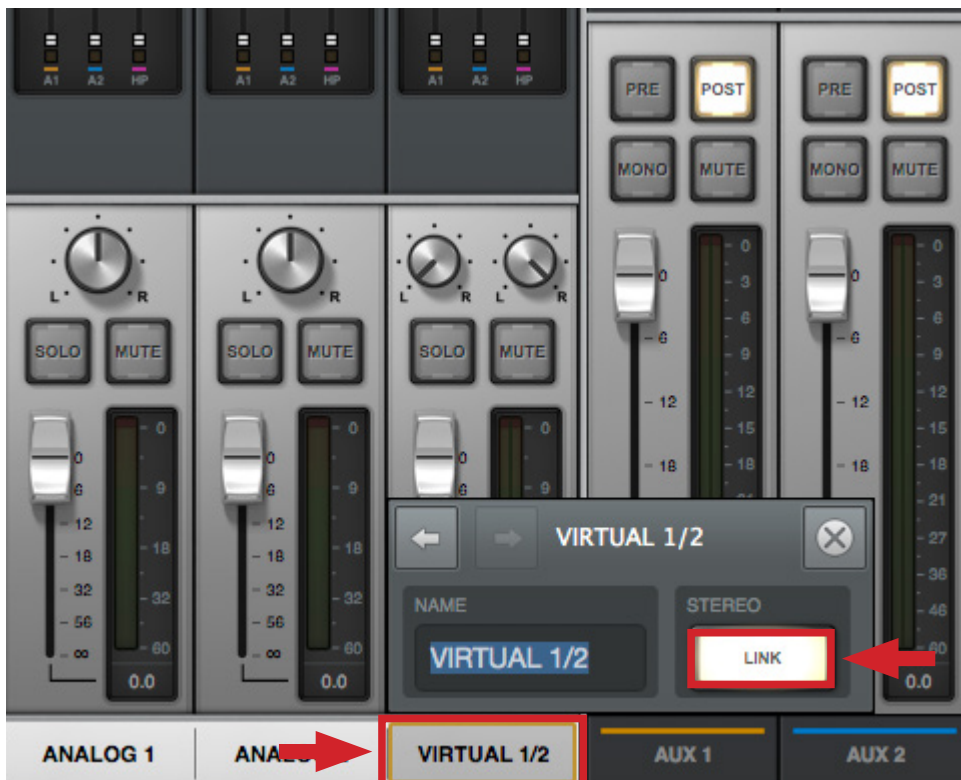 A1 A2 HP
A1 A2 HP
A1 A2 HP
PRE POST
PRE POST
MONO MUTE
MONO MUTE
L R
L R
L R L R
SOLO MUTE
SOLO MUTE
SOLO MUTE
0
6
12
18
32
56
∞
0
9
18
32
60
0.0
0
6
12
18
32
56
∞
0
9
18
32
60
0.0
0
6
0
9
0
6
12
18
0
3
6
9
12
15
18
0
6
12
18
0
3
6
9
12
15
18
21
27
36
46
60
0.0
VIRTUAL 1/2
NAME
STEREO
VIRTUAL 1/2
LINK
ANALOG 1
VIRTUAL 1/2
AUX 1
AUX 2